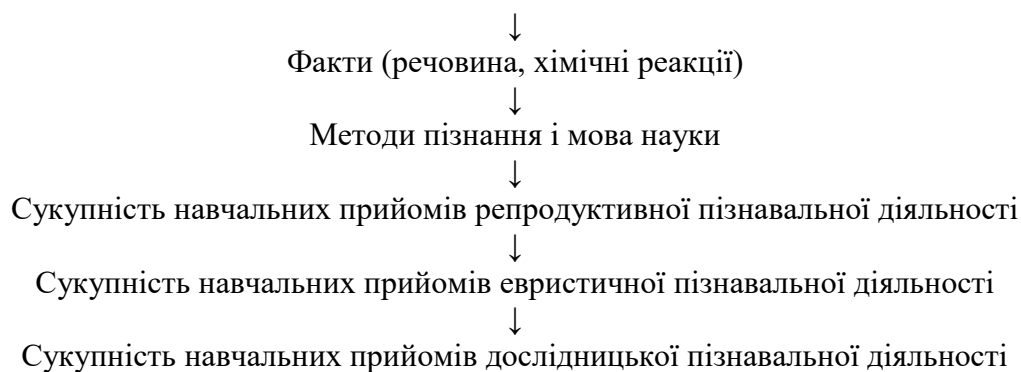 ↓
Факти (речовина, хімічні реакції)
↓
Методи пізнання і мова науки
↓
Сукупність навчальних прийомів репродуктивної пізнавальної діяльності
↓
Сукупність навчальних прийомів евристичної пізнавальної діяльності
↓
Сукупність навчальних прийомів дослідницької пізнавальної діяльності